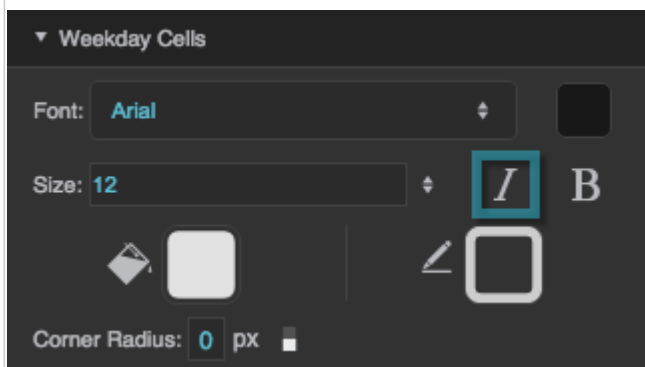 Weekday Cells
Font: Arial
Size: 12 I B
Corner Radius: 0 px